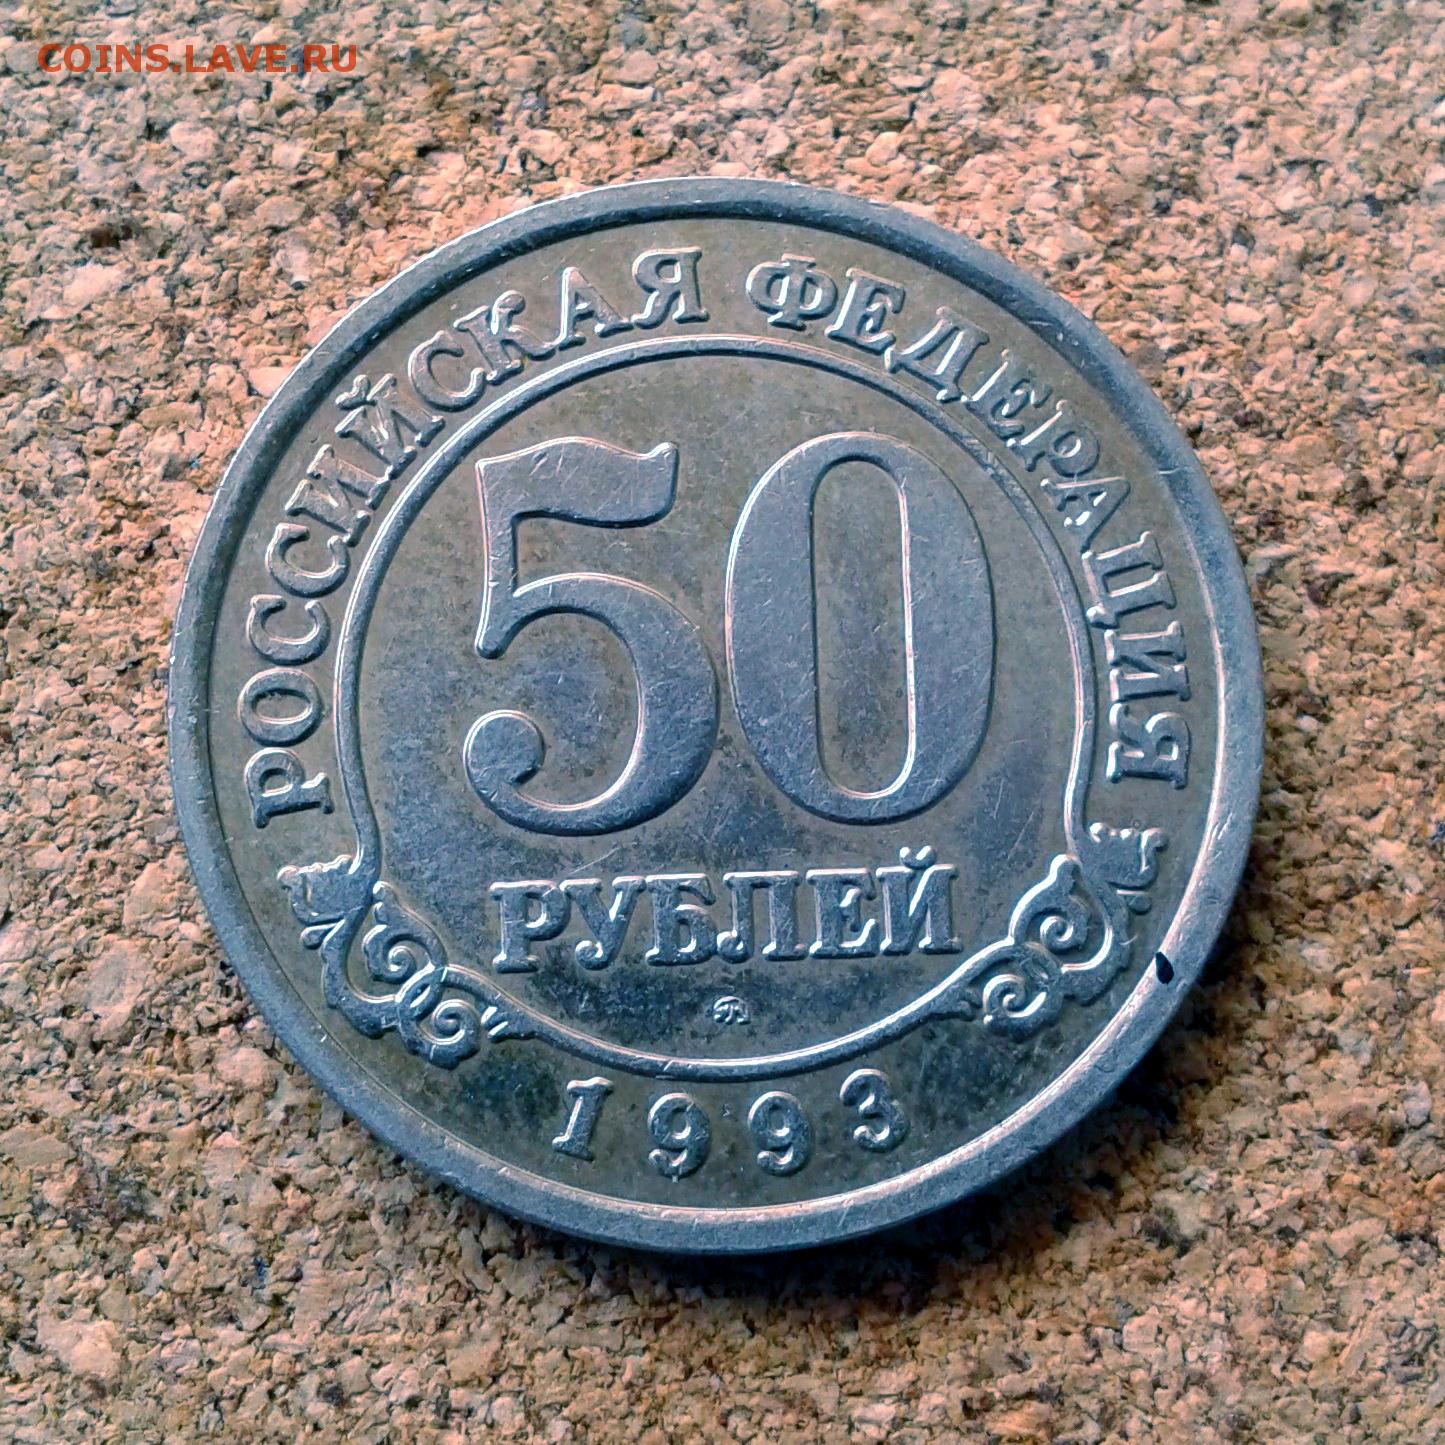 COINS.LAVE.RU
РОССИЙСКАЯ ФЕДЕРАЦИЯ
50
РУБЛЕЙ
1993